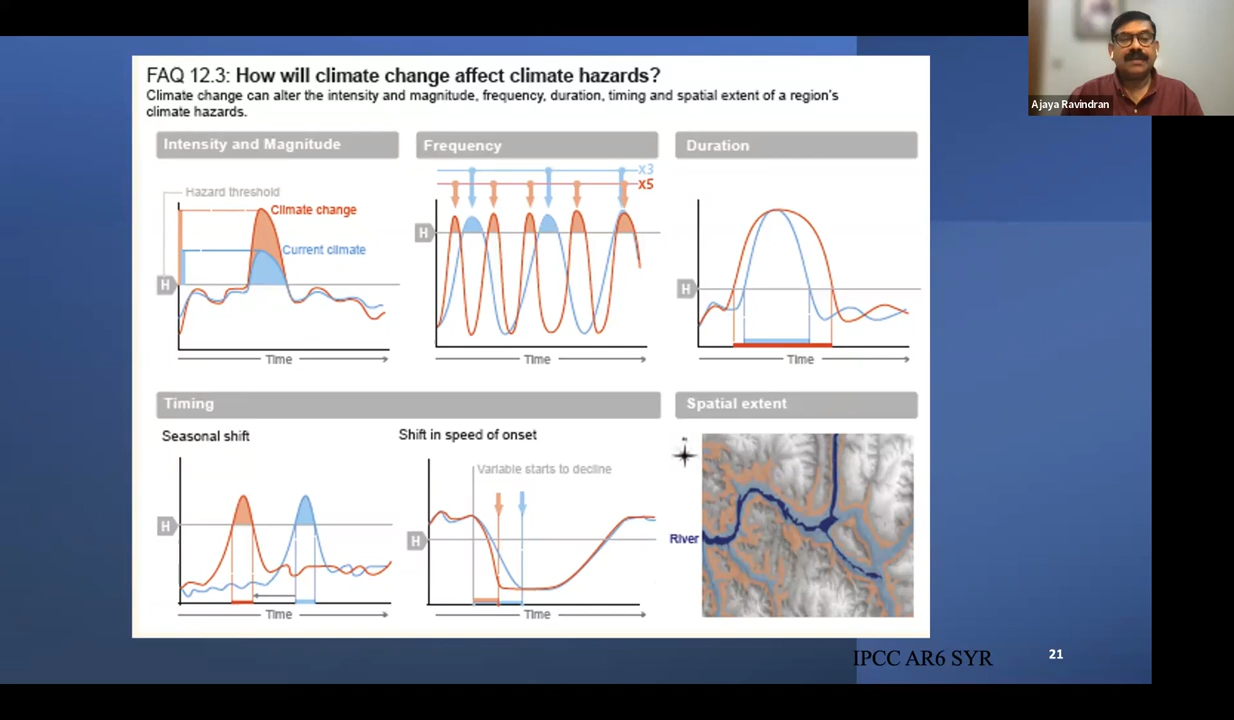 FAQ 12.3: How will climate change affect climate hazards?
Climate change can alter the intensity and magnitude, frequency, duration, timing and spatial extent of a region's
climate hazards.
Intensity and Magnitude
Hazard threshold
Climate change
Current climate
H
Time
Frequency
x3
x5
H
Time
Duration
H
Time
Timing
Seasonal shift
H
Time
Shift in speed of onset
Variable starts to decline
H
Time
Spatial extent
N
River
IPCC AR6 SYR
21
Ajaya Ravindran